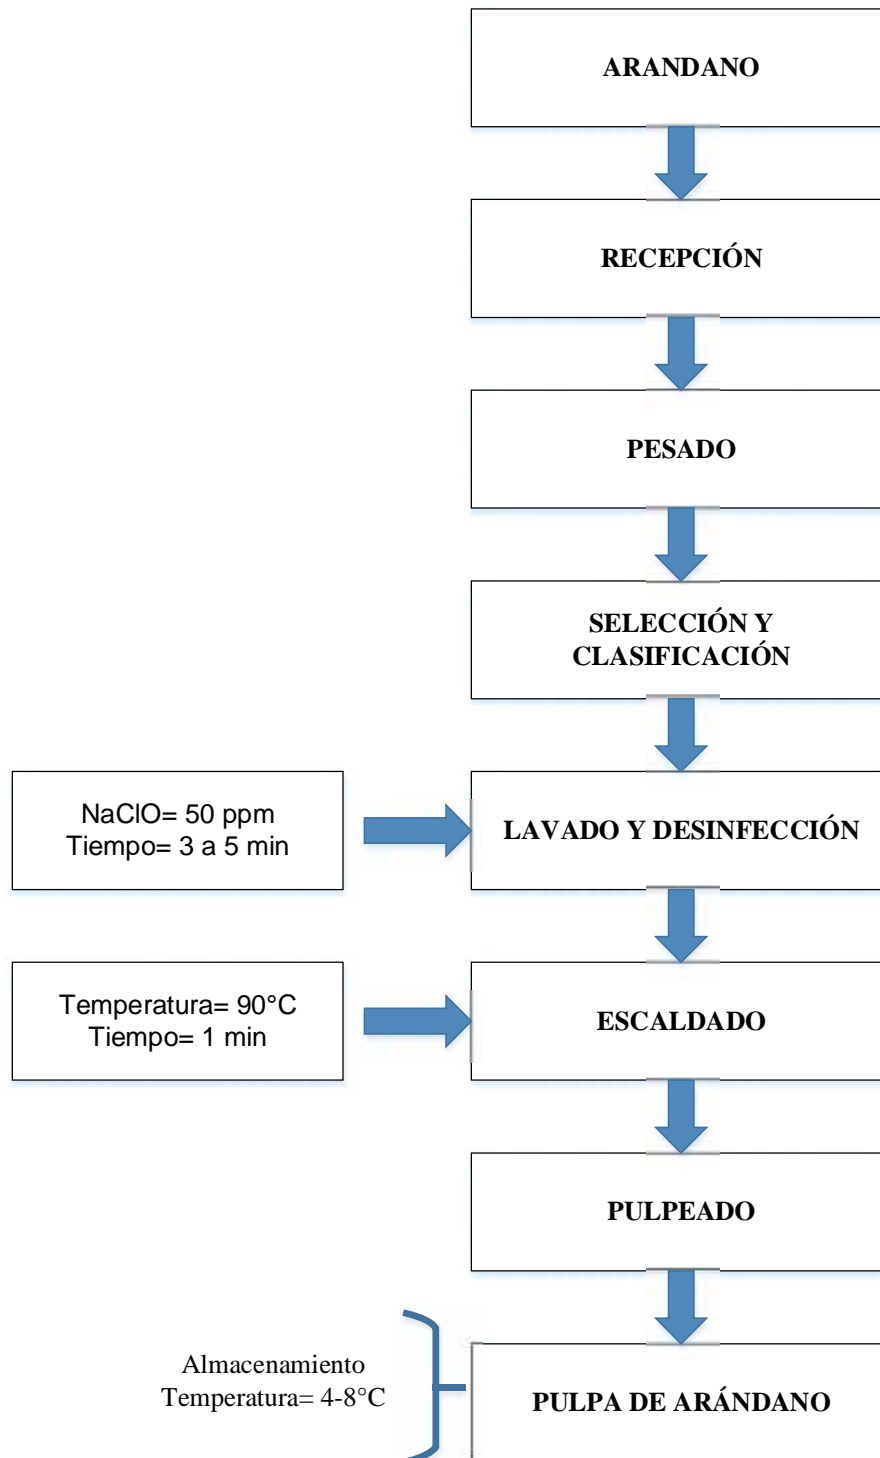 ARANDANO
RECEPCIÓN
PESADO
SELECCIÓN Y
CLASIFICACIÓN
NaClO= 50 ppm
Tiempo= 3 a 5 min
LAVADO Y DESINFECCIÓN
Temperatura= 90°C
Tiempo= 1 min
ESCALDADO
PULPEADO
Almacenamiento
Temperatura= 4-8°C
PULPA DE ARÁNDANO